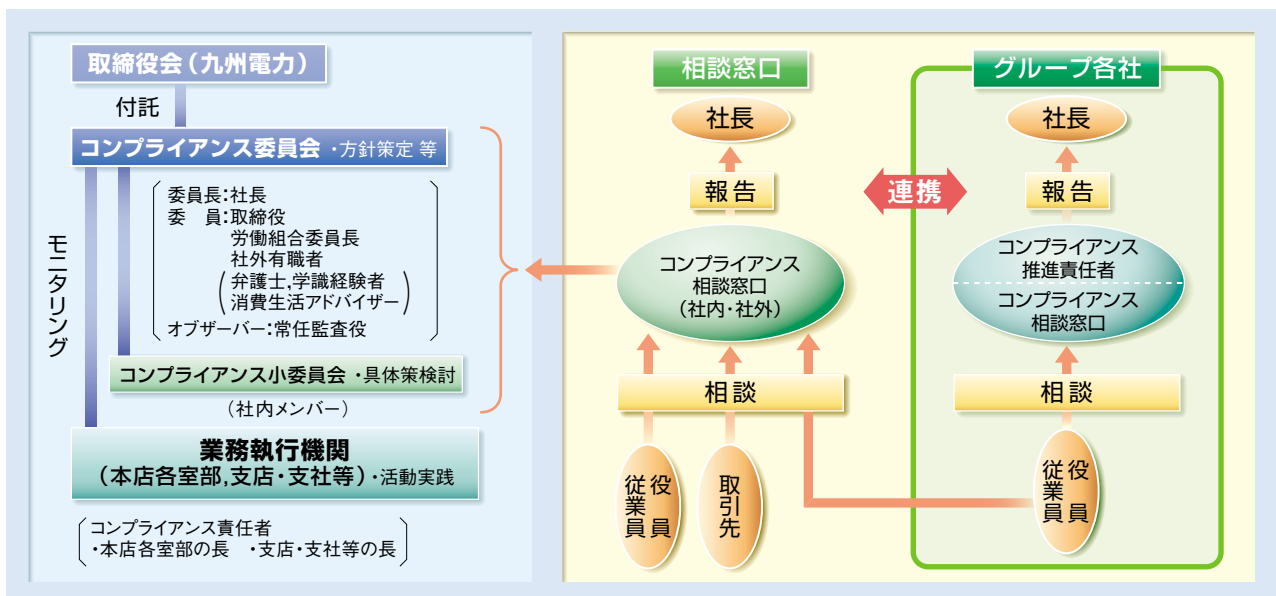 取締役会（九州電力）
付託
コンプライアンス委員会 ・方針策定 等
委員長：社長
委　員：取締役
労働組合委員長
社外有職者
弁護士，学識経験者
消費生活アドバイザー
オブザーバー：常任監査役
モニタリング
コンプライアンス小委員会 ・具体策検討
（社内メンバー）
業務執行機関
（本店各室部，支店・支社等）・活動実践
コンプライアンス責任者
・本店各室部の長　・支店・支社等の長
相談窓口
社長
報告
コンプライアンス
相談窓口
（社内・社外）
相談
役員
従業員
取引先
連携
グループ各社
社長
報告
コンプライアンス
推進責任者
コンプライアンス
相談窓口
相談
役員
従業員